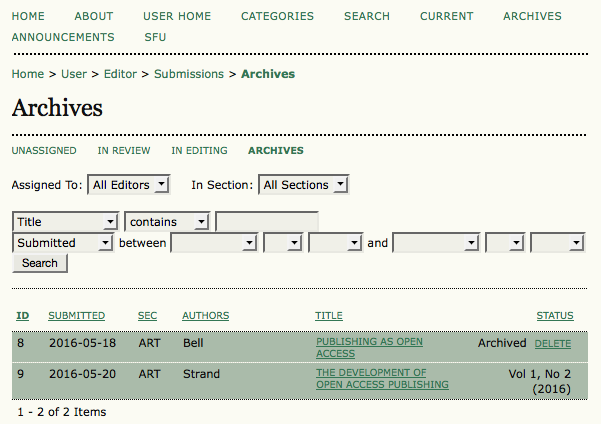 HOME ABOUT USER HOME CATEGORIES SEARCH CURRENT ARCHIVES
ANNOUNCEMENTS SFU
Home > User > Editor > Submissions > Archives
Archives
UNASSIGNED IN REVIEW IN EDITING ARCHIVES
Assigned To: All Editors In Section: All Sections
Title contains
Submitted between and
Search
ID SUBMITTED SEC AUTHORS TITLE STATUS
8 2016-05-18 ART Bell PUBLISHING AS OPEN ACCESS Archived DELETE
9 2016-05-20 ART Strand THE DEVELOPMENT OF OPEN ACCESS PUBLISHING Vol 1, No 2 (2016)
1 - 2 of 2 Items